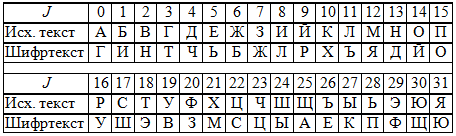 J 0 1 2 3 4 5 6 7 8 9 10 11 12 13 14 15
Исх. текст А Б В Г Д Е Ж З И Й К Л М Н О П
Шифртекст Г И Н Т Ч Ь Б Ж Л Р Х Ъ Я Д Й О
J 16 17 18 19 20 21 22 23 24 25 26 27 28 29 30 31
Исх. текст Р С Т У Ф Х Ц Ч Ш Щ Ъ Ы Ь Э Ю Я
Шифртекст У Ш Э В З М С Ц Ы А Е К П Ф Щ Ю